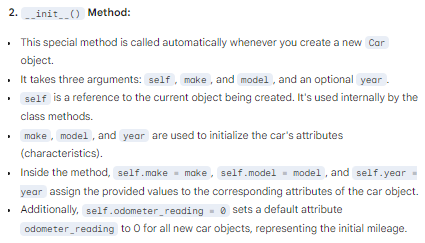 2. __init__() Method:
• This special method is called automatically whenever you create a new Car
object.
• It takes three arguments: self, make, and model, and an optional year.
• self is a reference to the current object being created. It's used internally by the
class methods.
• make, model, and year are used to initialize the car's attributes
(characteristics).
• Inside the method, self.make = make, self.model = model, and self.year =
year assign the provided values to the corresponding attributes of the car object.
• Additionally, self.odometer_reading = 0 sets a default attribute
odometer_reading to 0 for all new car objects, representing the initial mileage.